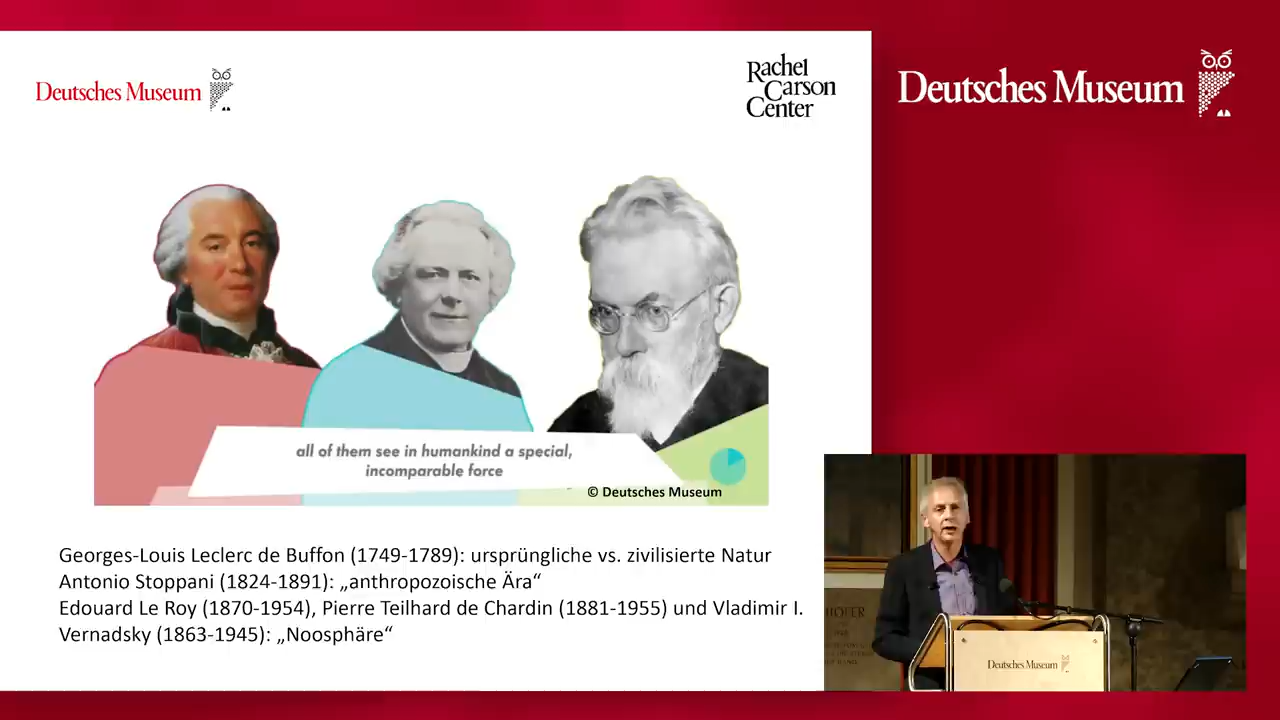 Deutsches Museum
Rachel
Carson
Center
Deutsches Museum
all of them see in humankind a special,
incomparable force
© Deutsches Museum
Georges-Louis Leclerc de Buffon (1749-1789): ursprüngliche vs. zivilisierte Natur
Antonio Stoppani (1824-1891): „anthropozoische Ära“
Edouard Le Roy (1870-1954), Pierre Teilhard de Chardin (1881-1955) und Vladimir I.
Vernadsky (1863-1945): „Noosphäre“
Deutsches Museum